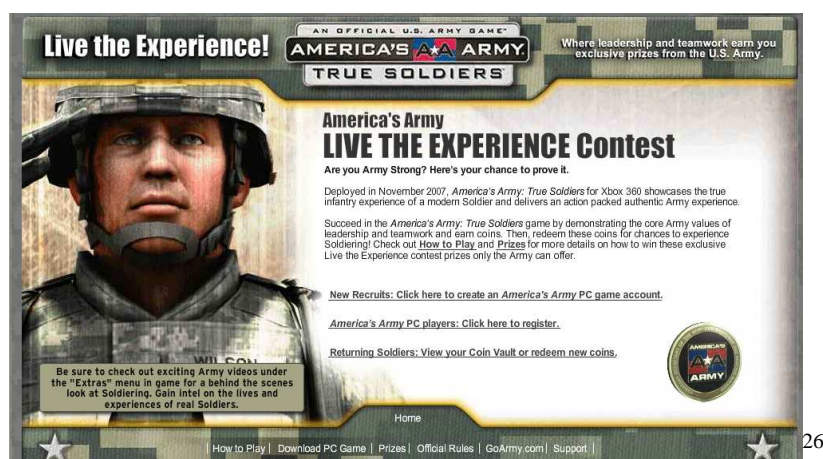 Live the Experience!
AN OFFICIAL U.S. ARMY GAME
AMERICA'S AA ARMY
TRUE SOLDIERS
Where leadership and teamwork earn you
exclusive prizes from the U.S. Army.
America's Army
LIVE THE EXPERIENCE Contest
Are you Army Strong? Here's your chance to prove it.
Deployed in November 2007, America's Army: True Soldiers for Xbox 360 showcases the true
infantry experience of a modern Soldier and delivers an action packed authentic Army experience.
Succeed in the America's Army: True Soldiers game by demonstrating the core Army values of
leadership and teamwork and earn coins. Then, redeem these coins for chances to experience
Soldiering! Check out How to Play and Prizes for more details on how to win these exclusive
Live the Experience contest prizes only the Army can offer.
New Recruits: Click here to create an America's Army PC game account.
America's Army PC players: Click here to register.
Returning Soldiers: View your Coin Vault or redeem new coins.
AMERICA'S
AA
ARMY
WILSON
Be sure to check out exciting Army videos under
the "Extras" menu in game for a behind the scenes
look at Soldiering. Gain intel on the lives and
experiences of real Soldiers.
Home
| How to Play | Download PC Game | Prizes | Official Rules | GoArmy.com | Support |
26